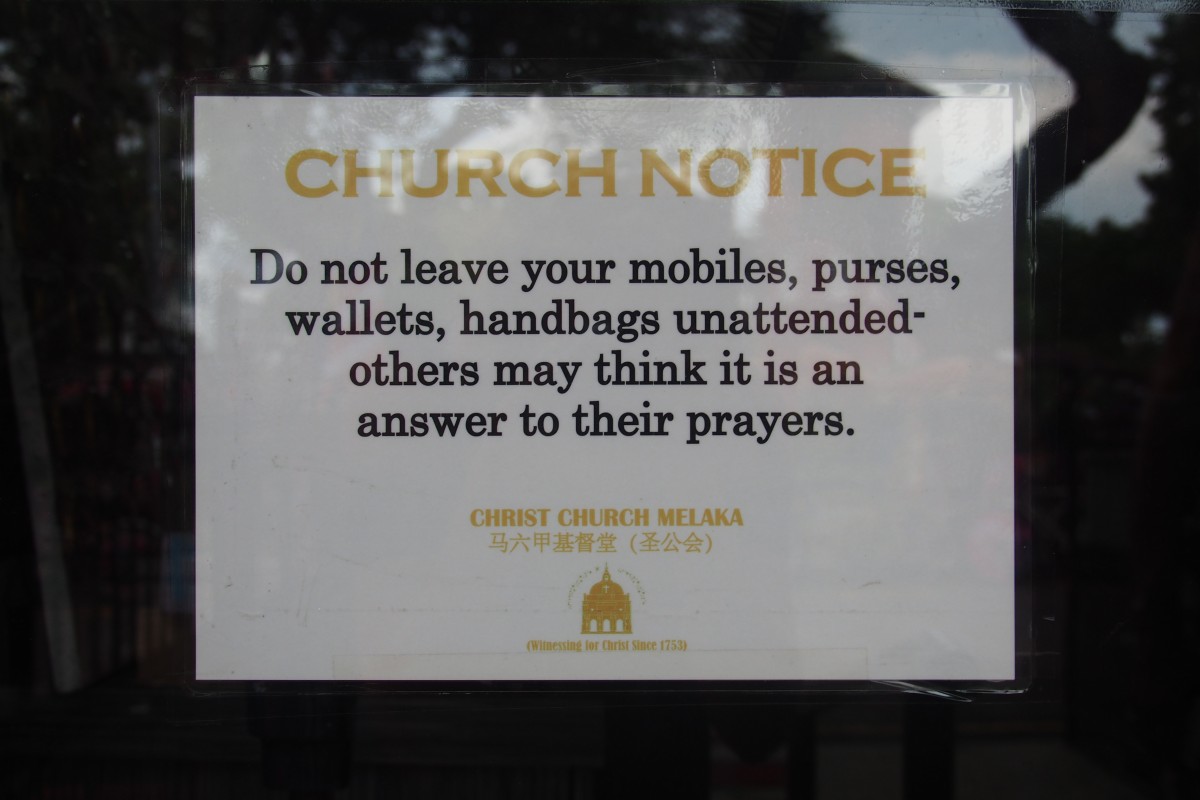 CHURCH NOTICE
Do not leave your mobiles, purses,
wallets, handbags unattended-
others may think it is an
answer to their prayers.
CHRIST CHURCH MELAKA
马六甲基督堂（圣公会）
(Witnessing for Christ Since 1753)